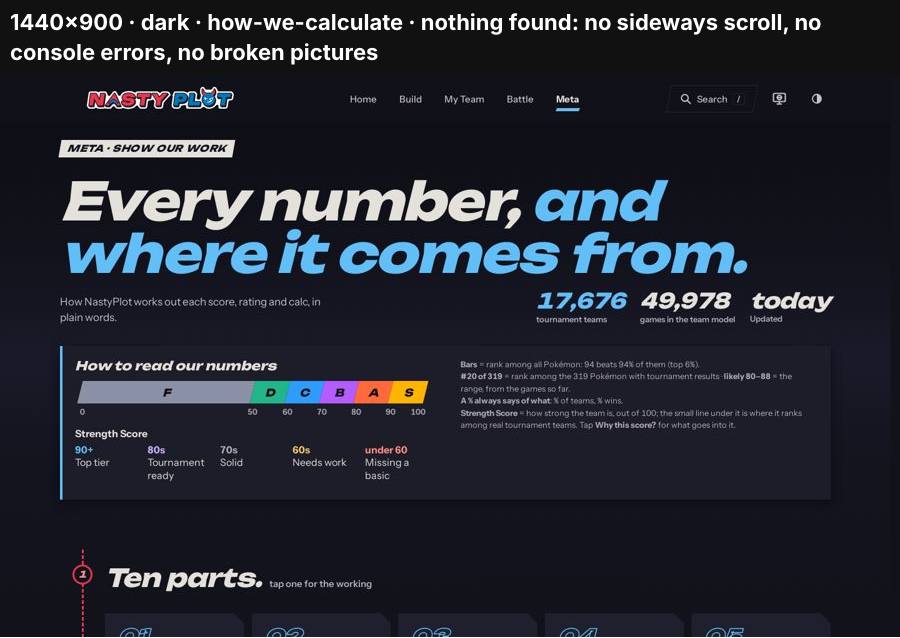 1440×900 · dark · how-we-calculate · nothing found: no sideways scroll, no
console errors, no broken pictures
NASTY PLOT
Home Build My Team Battle Meta
Search /
META · SHOW OUR WORK
Every number, and
where it comes from.
How NastyPlot works out each score, rating and calc, in
plain words.
17,676 49,978 today
tournament teams games in the team model Updated
How to read our numbers
F D C B A S
0 50 60 70 80 90 100
Strength Score
90+ 80s 70s 60s under 60
Top tier Tournament Solid Needs work Missing a
ready basic
Bars = rank among all Pokémon: 94 beats 94% of them (top 6%).
#20 of 319 = rank among the 319 Pokémon with tournament results · likely 80–88 = the
range, from the games so far.
A % always says of what: % of teams, % wins.
Strength Score = how strong the team is, out of 100; the small line under it is where it ranks
among real tournament teams. Tap Why this score? for what goes into it.
1
Ten parts. tap one for the working
01 02 03 04 05